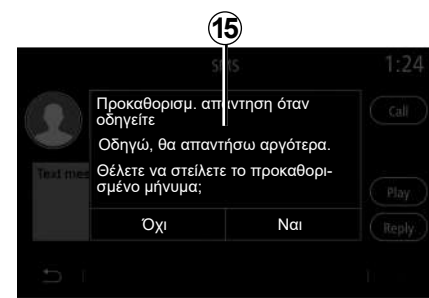 15
SMS
1:24
Προκαθορισμ. απάντηση όταν
οδηγείτε
Call
Οδηγώ, θα απαντήσω αργότερα.
Text mes
Θέλετε να στείλετε το προκαθορι-
σμένο μήνυμα;
Play
Όχι
Ναι
Reply